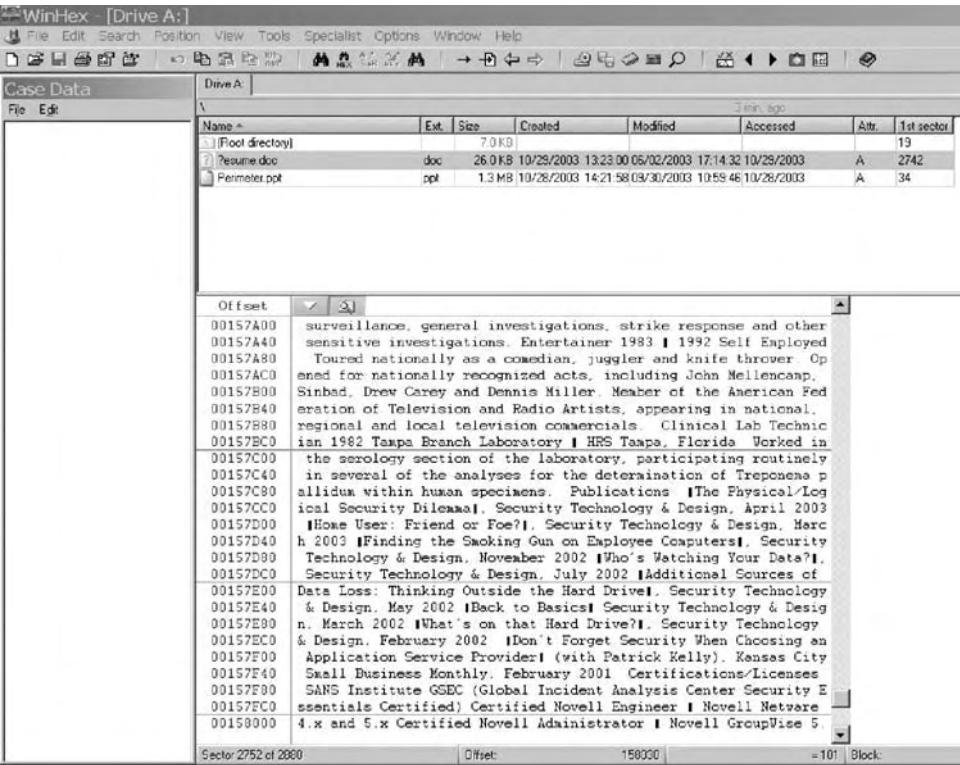 WinHex - [Drive A:]
File Edit Search Position View Tools Specialist Options Window Help
Case Data
File Edit
Drive A:
\ 3 min. ago
Name Ext. Size Created Modified Accessed Attr. 1st sector
(Root directory) 7.0 KB 19
?esume.doc doc 26.0 KB 10/29/2003 13:23:00 06/02/2003 17:14:32 10/29/2003 A 2742
Perimeter.ppt ppt 1.3 MB 10/28/2003 14:21:58 09/30/2003 10:59:46 10/28/2003 A 34
Offset
00157A00 surveillance, general investigations, strike response and other
00157A40 sensitive investigations. Entertainer 1983 ❙ 1992 Self Employed
00157A80 Toured nationally as a comedian, juggler and knife thrower. Op
00157AC0 ened for nationally recognized acts, including John Mellencamp,
00157B00 Sinbad, Drew Carey and Dennis Miller. Member of the American Fed
00157B40 eration of Television and Radio Artists, appearing in national,
00157B80 regional and local television commercials. Clinical Lab Technic
00157BC0 ian 1982 Tampa Branch Laboratory ❙ HRS Tampa, Florida Worked in
00157C00 the serology section of the laboratory, participating routinely
00157C40 in several of the analyses for the determination of Treponema p
00157C80 allidum within human specimens. Publications ❙The Physical/Log
00157CC0 ical Security Dilemma❙, Security Technology & Design, April 2003
00157D00 ❙Home User: Friend or Foe?❙, Security Technology & Design, Marc
00157D40 h 2003 ❙Finding the Smoking Gun on Employee Computers❙, Security
00157D80 Technology & Design, November 2002 ❙Who's Watching Your Data?❙,
00157DC0 Security Technology & Design, July 2002 ❙Additional Sources of
00157E00 Data Loss: Thinking Outside the Hard Drive❙, Security Technology
00157E40 & Design, May 2002 ❙Back to Basics❙ Security Technology & Desig
00157E80 n, March 2002 ❙What's on that Hard Drive?❙, Security Technology
00157EC0 & Design, February 2002 ❙Don't Forget Security When Choosing an
00157F00 Application Service Provider❙ (with Patrick Kelly), Kansas City
00157F40 Small Business Monthly, February 2001 Certifications/Licenses
00157F80 SANS Institute GSEC (Global Incident Analysis Center Security E
00157FC0 ssentials Certified) Certified Novell Engineer ❙ Novell Netware
00158000 4.x and 5.x Certified Novell Administrator ❙ Novell GroupWise 5.
Sector 2752 of 2880 Offset: 158030 = 101 Block: